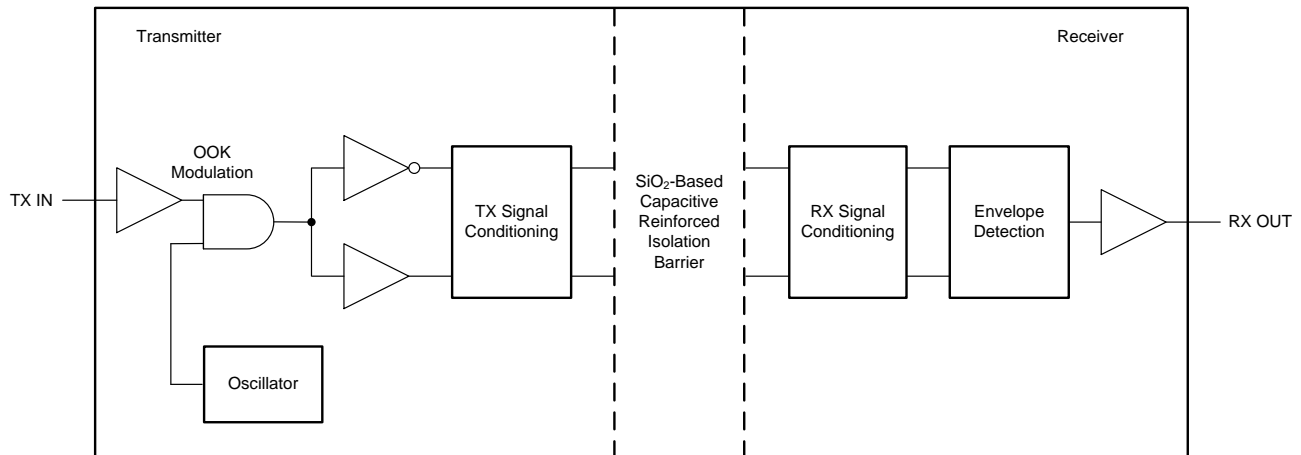 Transmitter
Receiver
OOK
Modulation
TX IN
TX Signal
Conditioning
SiO₂-Based
Capacitive
Reinforced
Isolation
Barrier
RX Signal
Conditioning
Envelope
Detection
RX OUT
Oscillator